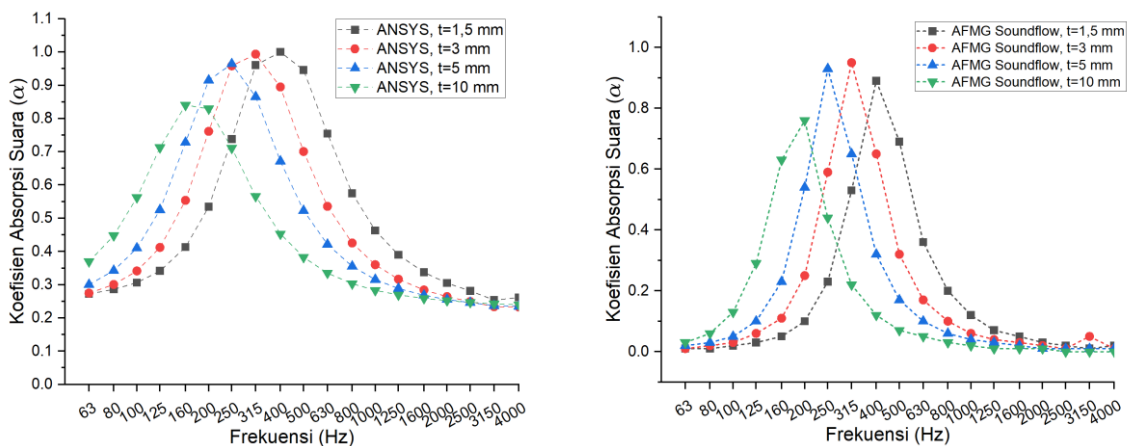 Koefisien Absorpsi Suara (α)
1.1
1.0
0.9
0.8
0.7
0.6
0.5
0.4
0.3
0.2
0.1
0.0
ANSYS, t=1,5 mm
ANSYS, t=3 mm
ANSYS, t=5 mm
ANSYS, t=10 mm
63 80 100 125 160 200 250 315 400 500 630 800 1000 1250 1600 2000 2500 3150 4000
Frekuensi (Hz)
Koefisien Absorpsi Suara (α)
1.0
0.8
0.6
0.4
0.2
0.0
AFMG Soundflow, t=1,5 mm
AFMG Soundflow, t=3 mm
AFMG Soundflow, t=5 mm
AFMG Soundflow, t=10 mm
63 80 100 125 160 200 250 315 400 500 630 800 1000 1250 1600 2000 2500 3150 4000
Frekuensi (Hz)